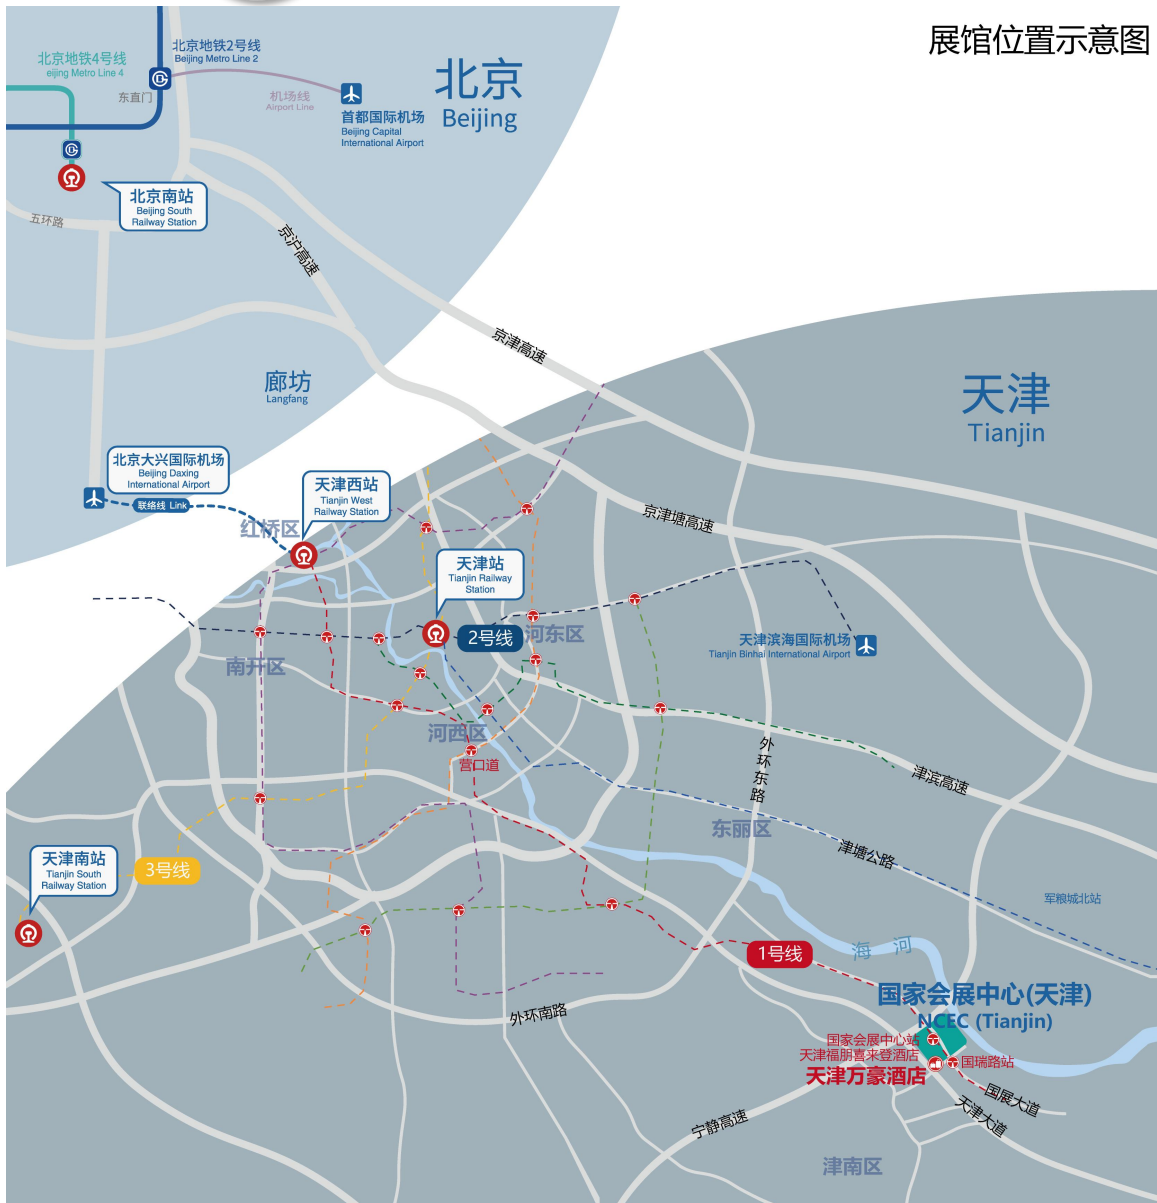 展馆位置示意图
北京地铁4号线
eijing Metro Line 4
北京地铁2号线
Beijing Metro Line 2
东直门
机场线
Airport Line
首都国际机场
Beijing Capital
International Airport
北京
Beijing
北京南站
Beijing South
Railway Station
五环路
京沪高速
京津高速
廊坊
Langfang
天津
Tianjin
北京大兴国际机场
Beijing Daxing
International Airport
联络线 Link
天津西站
Tianjin West
Railway Station
红桥区
京津塘高速
天津站
Tianjin Railway
Station
2号线
河东区
天津滨海国际机场
Tianjin Binhai International Airport
南开区
河西区
营口道
外环东路
津滨高速
东丽区
津塘公路
天津南站
Tianjin South
Railway Station
3号线
军粮城北站
1号线
海河
国家会展中心(天津)
NCEC (Tianjin)
外环南路
国家会展中心站
天津福朋喜来登酒店
国瑞路站
天津万豪酒店
国展大道
天津大道
宁静高速
津南区